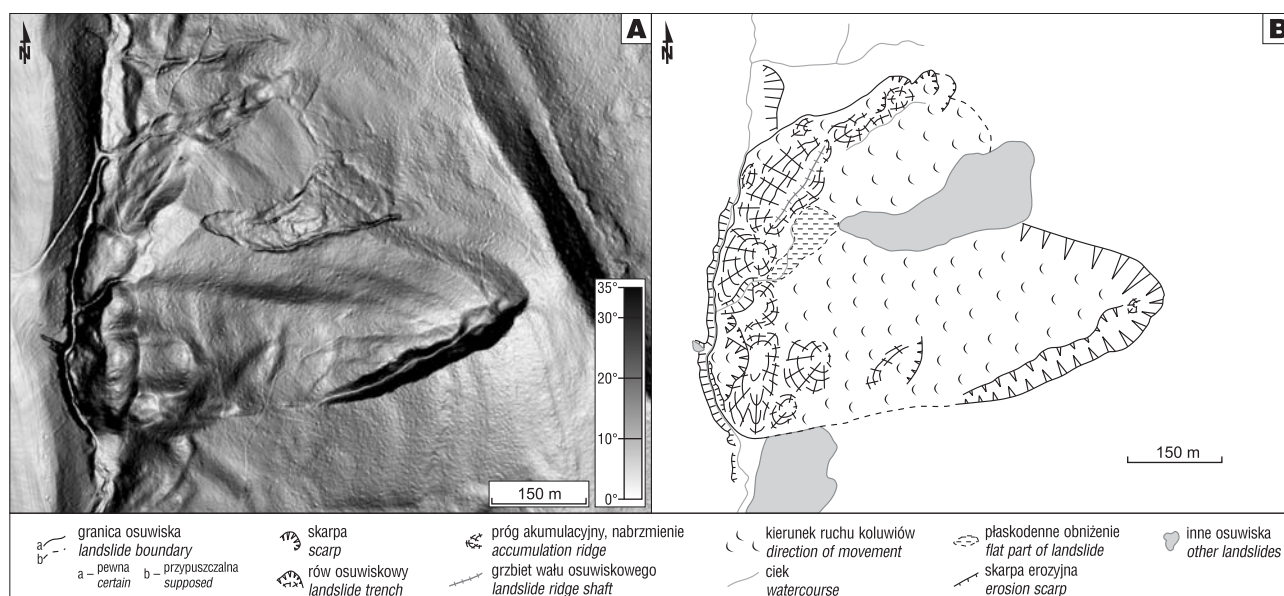 A
N
35°
30°
20°
10°
0°
150 m
B
N
150 m
a
b
granica osuwiska
landslide boundary
a – pewna
certain
b – przypuszczalna
supposed
skarpa
scarp
rów osuwiskowy
landslide trench
próg akumulacyjny, nabrzmienie
accumulation ridge
grzbiet wału osuwiskowego
landslide ridge shaft
kierunek ruchu koluwiów
direction of movement
ciek
watercourse
płaskodenne obniżenie
flat part of landslide
skarpa erozyjna
erosion scarp
inne osuwiska
other landslides